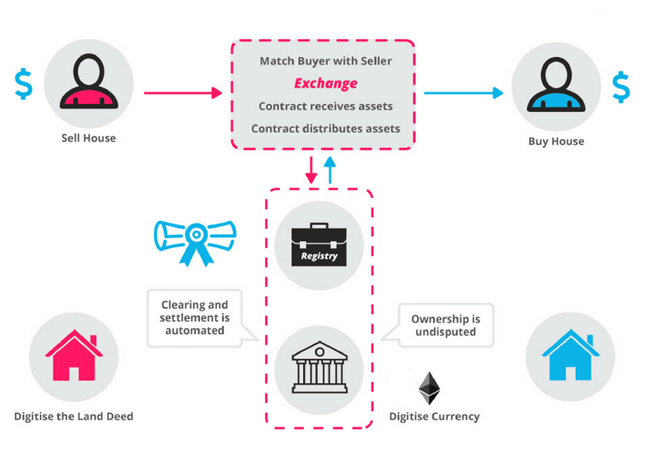 Match Buyer with Seller
Exchange
Contract receives assets
Contract distributes assets
$
$
Sell House
Buy House
Registry
Clearing and
settlement is
automated
Ownership is
undisputed
Digitise the Land Deed
Digitise Currency